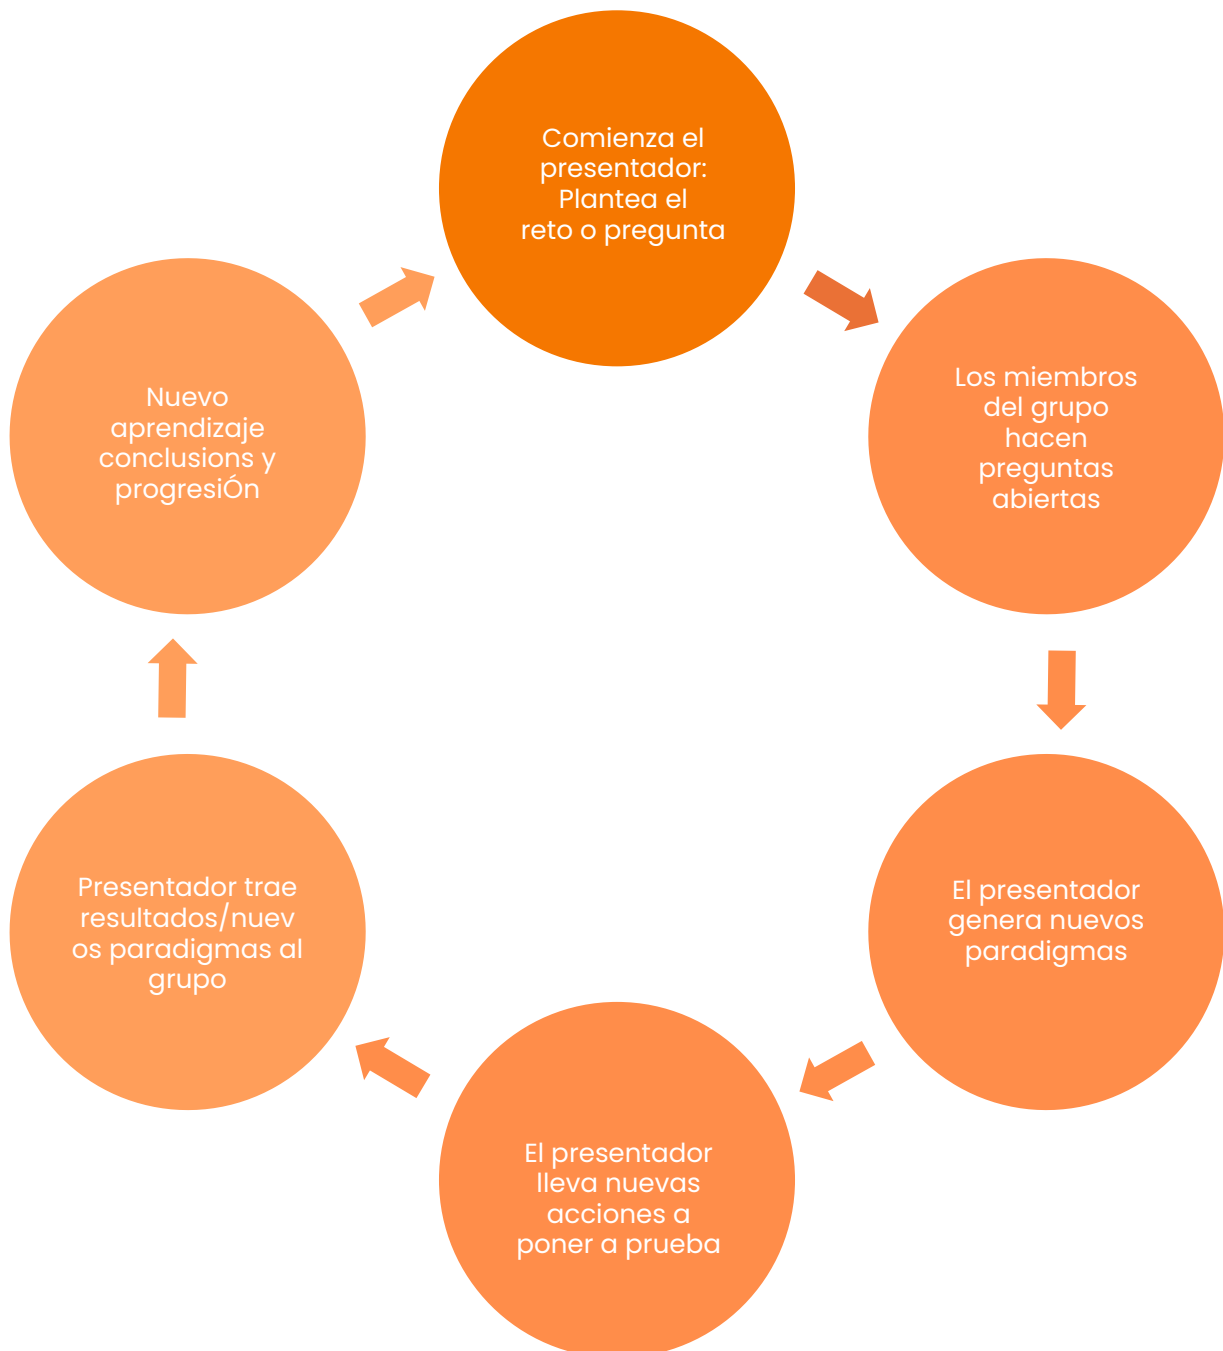 Comienza el
presentador:
Plantea el
reto o pregunta
Los miembros
del grupo
hacen
preguntas
abiertas
El presentador
genera nuevos
paradigmas
El presentador
lleva nuevas
acciones a
poner a prueba
Presentador trae
resultados/nuev
os paradigmas al
grupo
Nuevo
aprendizaje
conclusions y
progresiÓn